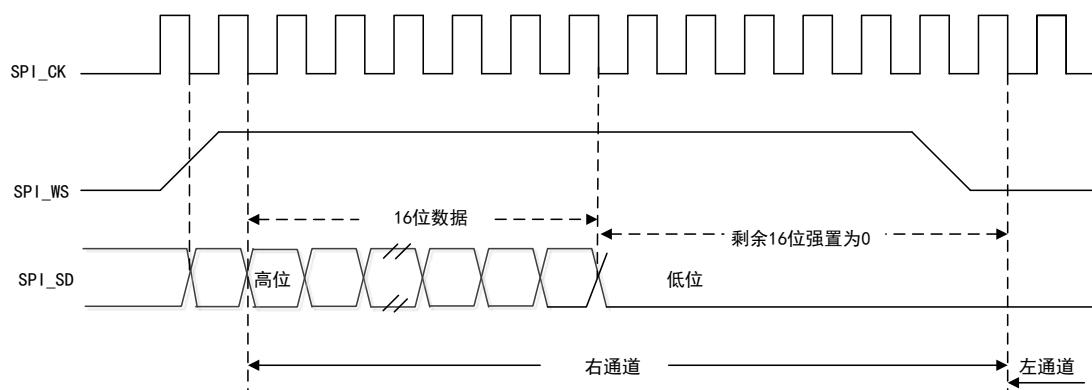 SPI_CK
SPI_WS
16位数据
剩余16位强置为0
SPI_SD
高位
低位
右通道
左通道